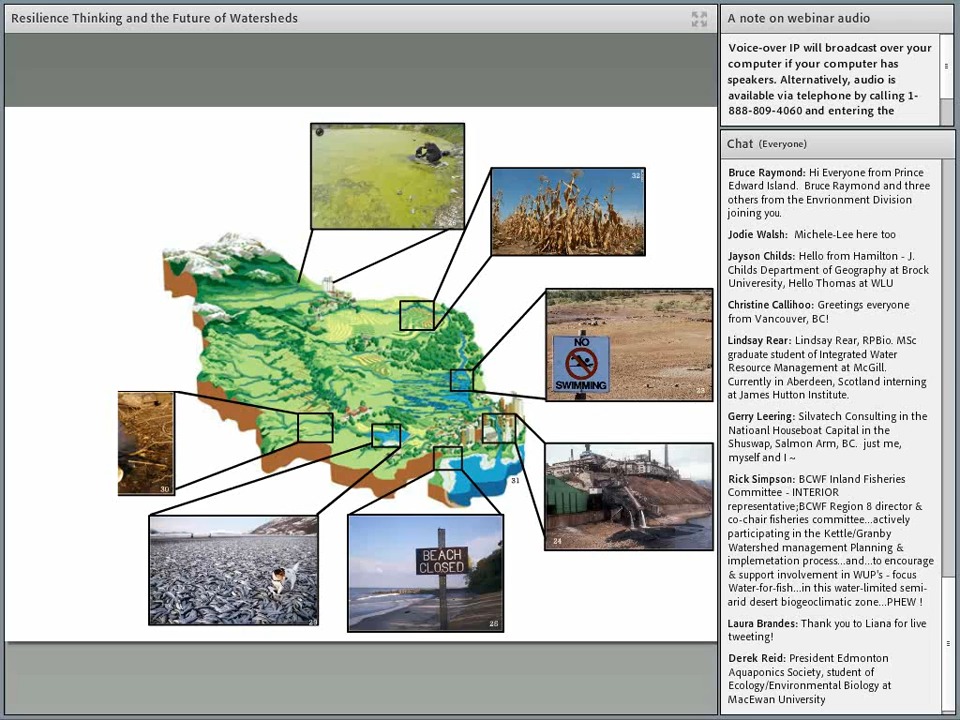 Resilience Thinking and the Future of Watersheds
32
NO
SWIMMING
30
31
24
BEACH
CLOSED
A note on webinar audio
Voice-over IP will broadcast over your
computer if your computer has
speakers. Alternatively, audio is
available via telephone by calling 1-
888-809-4060 and entering the
Chat (Everyone)
Bruce Raymond: Hi Everyone from Prince
Edward Island. Bruce Raymond and three
others from the Envrionment Division
joining you.
Jodie Walsh: Michele-Lee here too
Jayson Childs: Hello from Hamilton - J.
Childs Department of Geography at Brock
Univeresity, Hello Thomas at WLU
Christine Callihoo: Greetings everyone
from Vancouver, BC!
Lindsay Rear: Lindsay Rear, RPBio. MSc
graduate student of Integrated Water
Resource Management at McGill.
Currently in Aberdeen, Scotland interning
at James Hutton Institute.
Gerry Leering: Silvatech Consulting in the
Natioanl Houseboat Capital in the
Shuswap, Salmon Arm, BC. just me,
myself and I ~
Rick Simpson: BCWF Inland Fisheries
Committee - INTERIOR
representative;BCWF Region 8 director &
co-chair fisheries committee...actively
participating in the Kettle/Granby
Watershed management Planning &
implemetation process...and...to encourage
& support involvement in WUP's - focus
Water-for-fish...in this water-limited semi-
arid desert biogeoclimatic zone...PHEW !
Laura Brandes: Thank you to Liana for live
tweeting!
Derek Reid: President Edmonton
Aquaponics Society, student of
Ecology/Environmental Biology at
MacEwan University